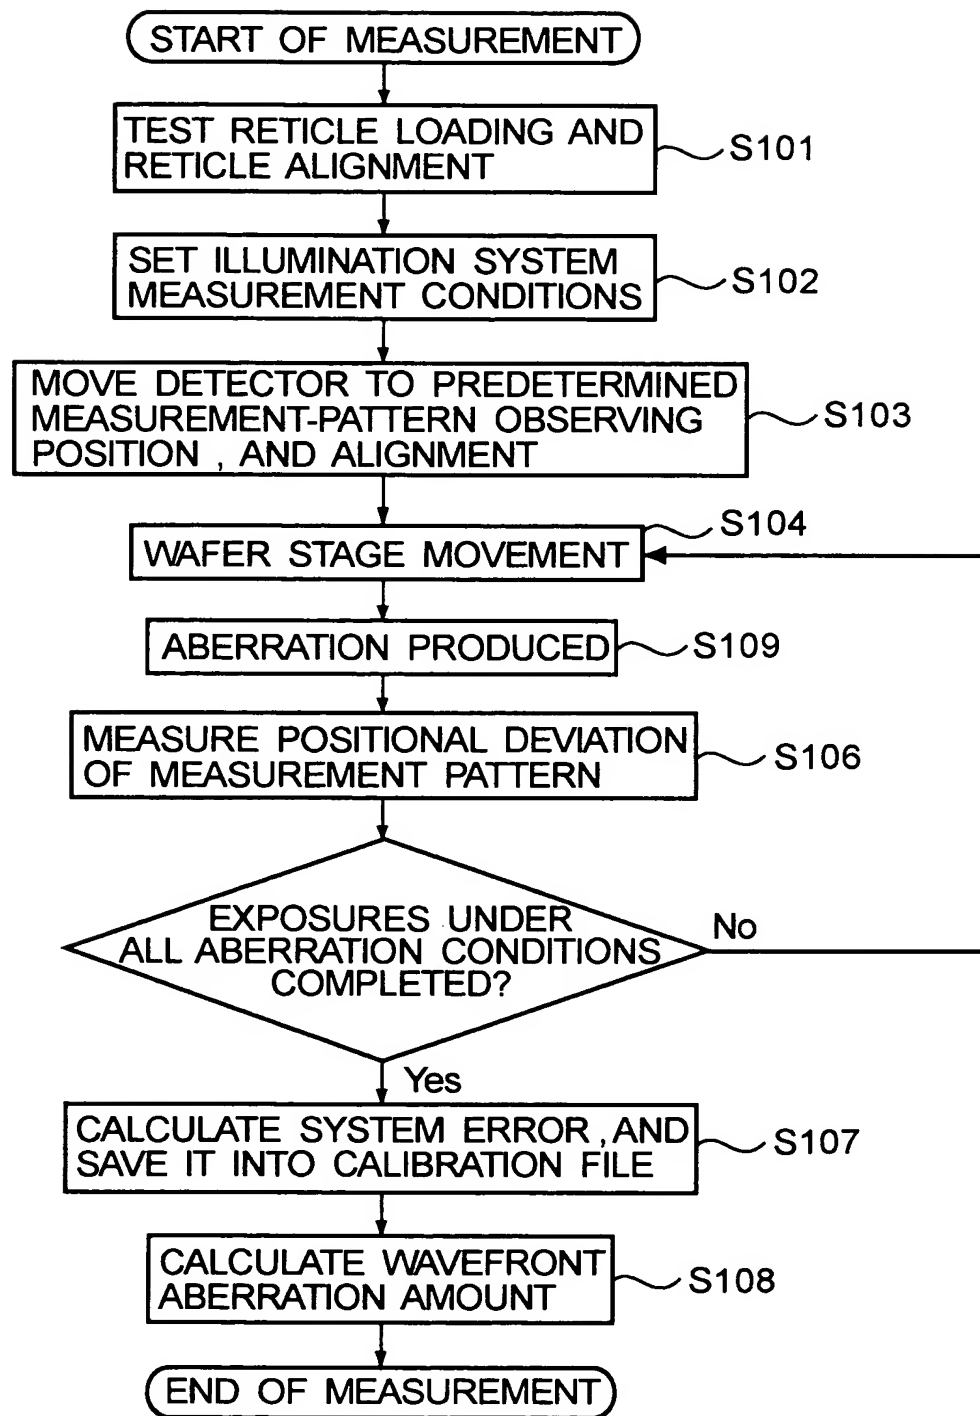 START OF MEASUREMENT
TEST RETICLE LOADING AND
RETICLE ALIGNMENT
S101
SET ILLUMINATION SYSTEM
MEASUREMENT CONDITIONS
S102
MOVE DETECTOR TO PREDETERMINED
MEASUREMENT-PATTERN OBSERVING
POSITION , AND ALIGNMENT
S103
WAFER STAGE MOVEMENT
S104
ABERRATION PRODUCED
S109
MEASURE POSITIONAL DEVIATION
OF MEASUREMENT PATTERN
S106
EXPOSURES UNDER
ALL ABERRATION CONDITIONS
COMPLETED?
No
Yes
CALCULATE SYSTEM ERROR , AND
SAVE IT INTO CALIBRATION FILE
S107
CALCULATE WAVEFRONT
ABERRATION AMOUNT
S108
END OF MEASUREMENT